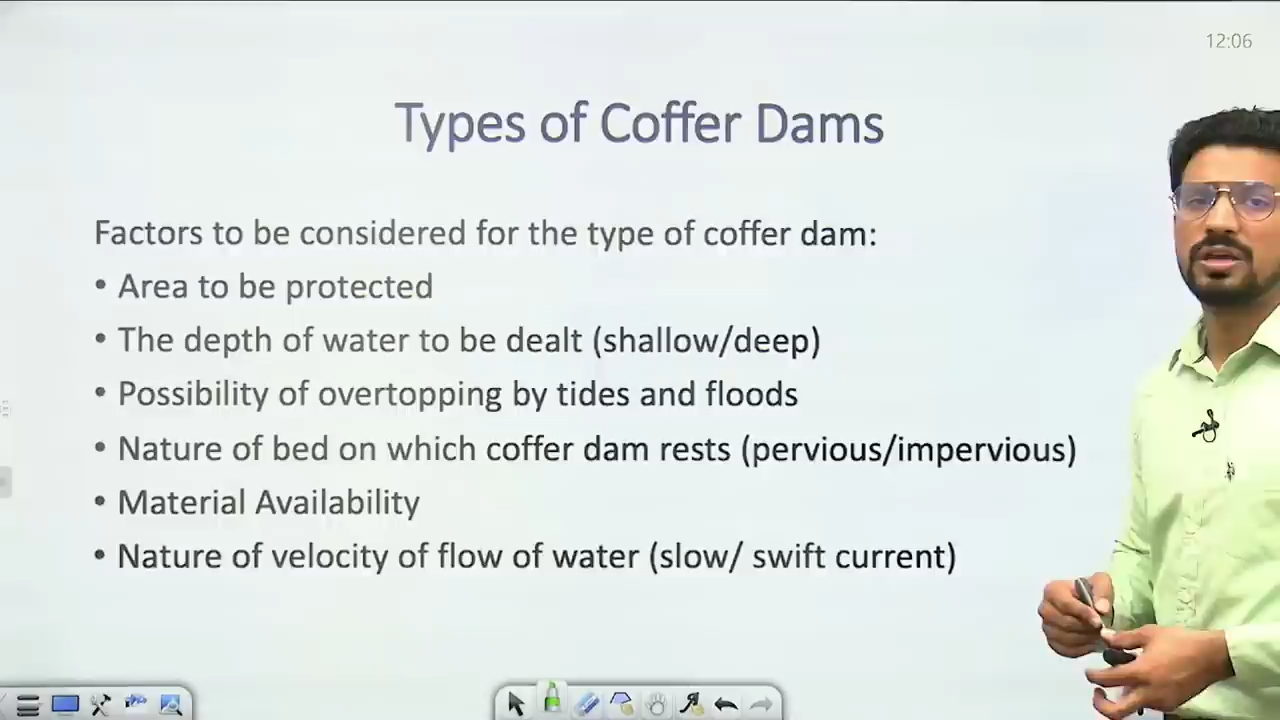 12:06
Types of Coffer Dams
Factors to be considered for the type of coffer dam:
• Area to be protected
• The depth of water to be dealt (shallow/deep)
• Possibility of overtopping by tides and floods
• Nature of bed on which coffer dam rests (pervious/impervious)
• Material Availability
• Nature of velocity of flow of water (slow/ swift current)